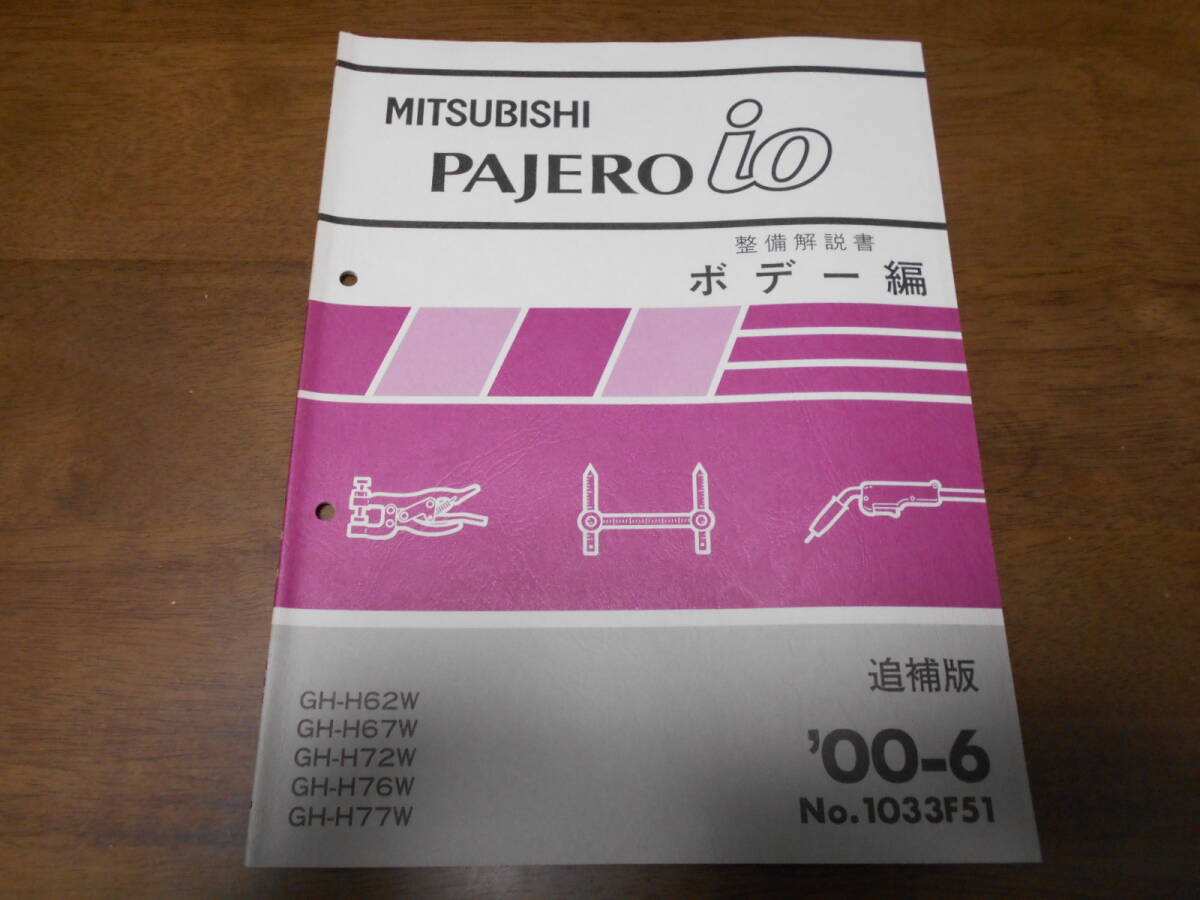 MITSUBISHI
PAJERO io
整備解説書
ボデー編
GH-H62W
GH-H67W
GH-H72W
GH-H76W
GH-H77W
追補版
'00-6
No.1033F51